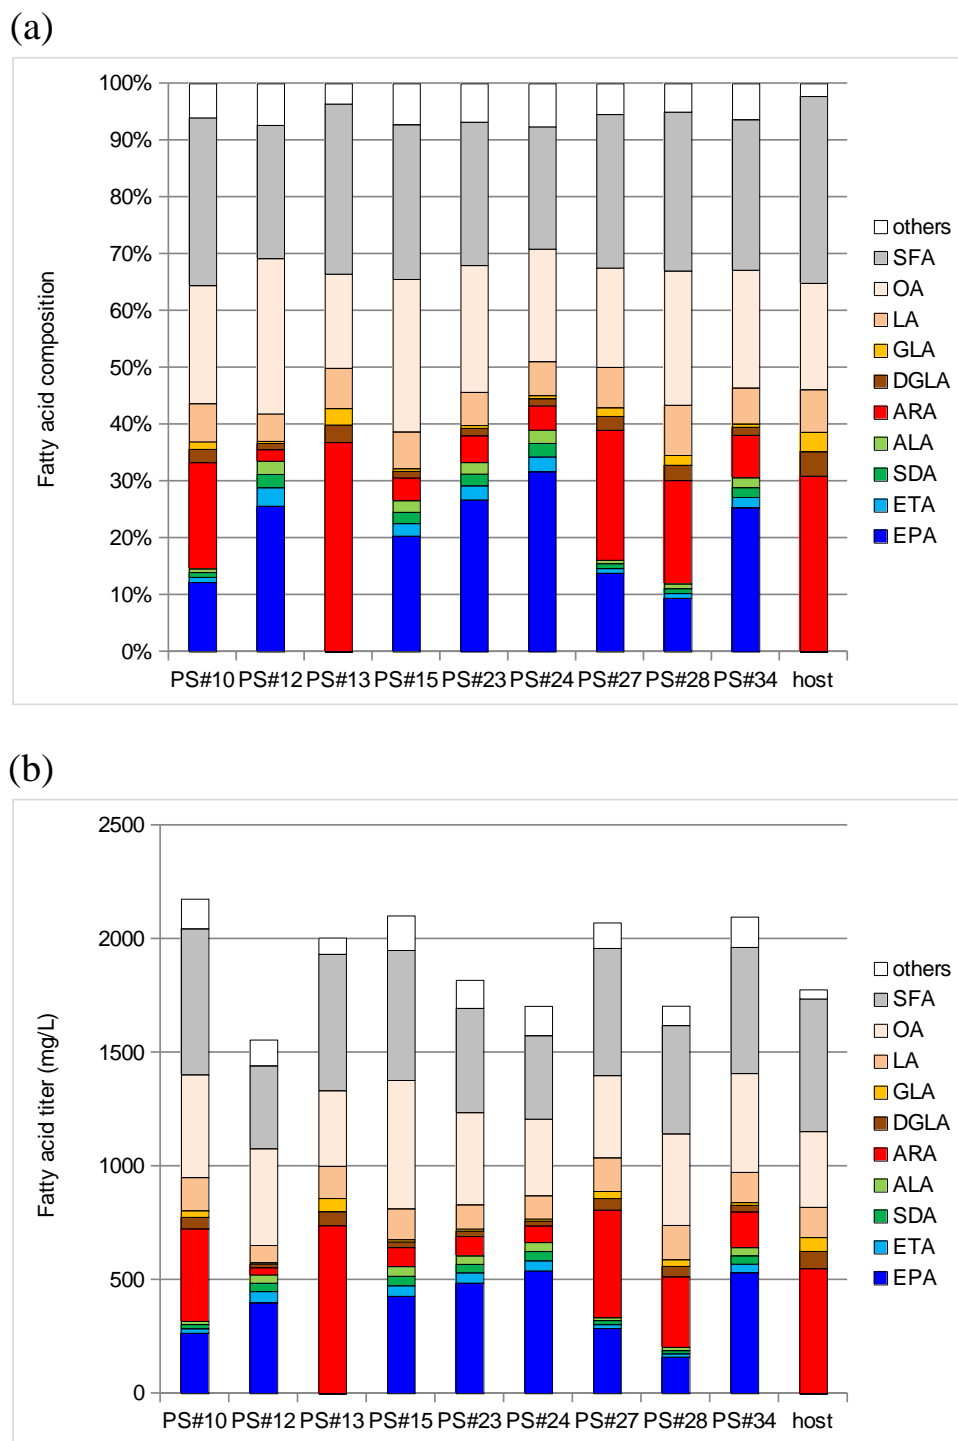 (a)
100%
90%
80%
70%
60%
50%
40%
30%
20%
10%
0%
Fatty acid composition
PS#10 PS#12 PS#13 PS#15 PS#23 PS#24 PS#27 PS#28 PS#34 host
others
SFA
OA
LA
GLA
DGLA
ARA
ALA
SDA
ETA
EPA
(b)
2500
2000
1500
1000
500
0
Fatty acid titer (mg/L)
PS#10 PS#12 PS#13 PS#15 PS#23 PS#24 PS#27 PS#28 PS#34 host
others
SFA
OA
LA
GLA
DGLA
ARA
ALA
SDA
ETA
EPA